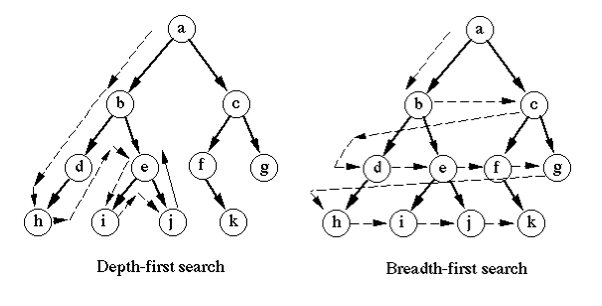 a a
b c b c
d e f g d e f g
h i j k h i j k
Depth-first search Breadth-first search